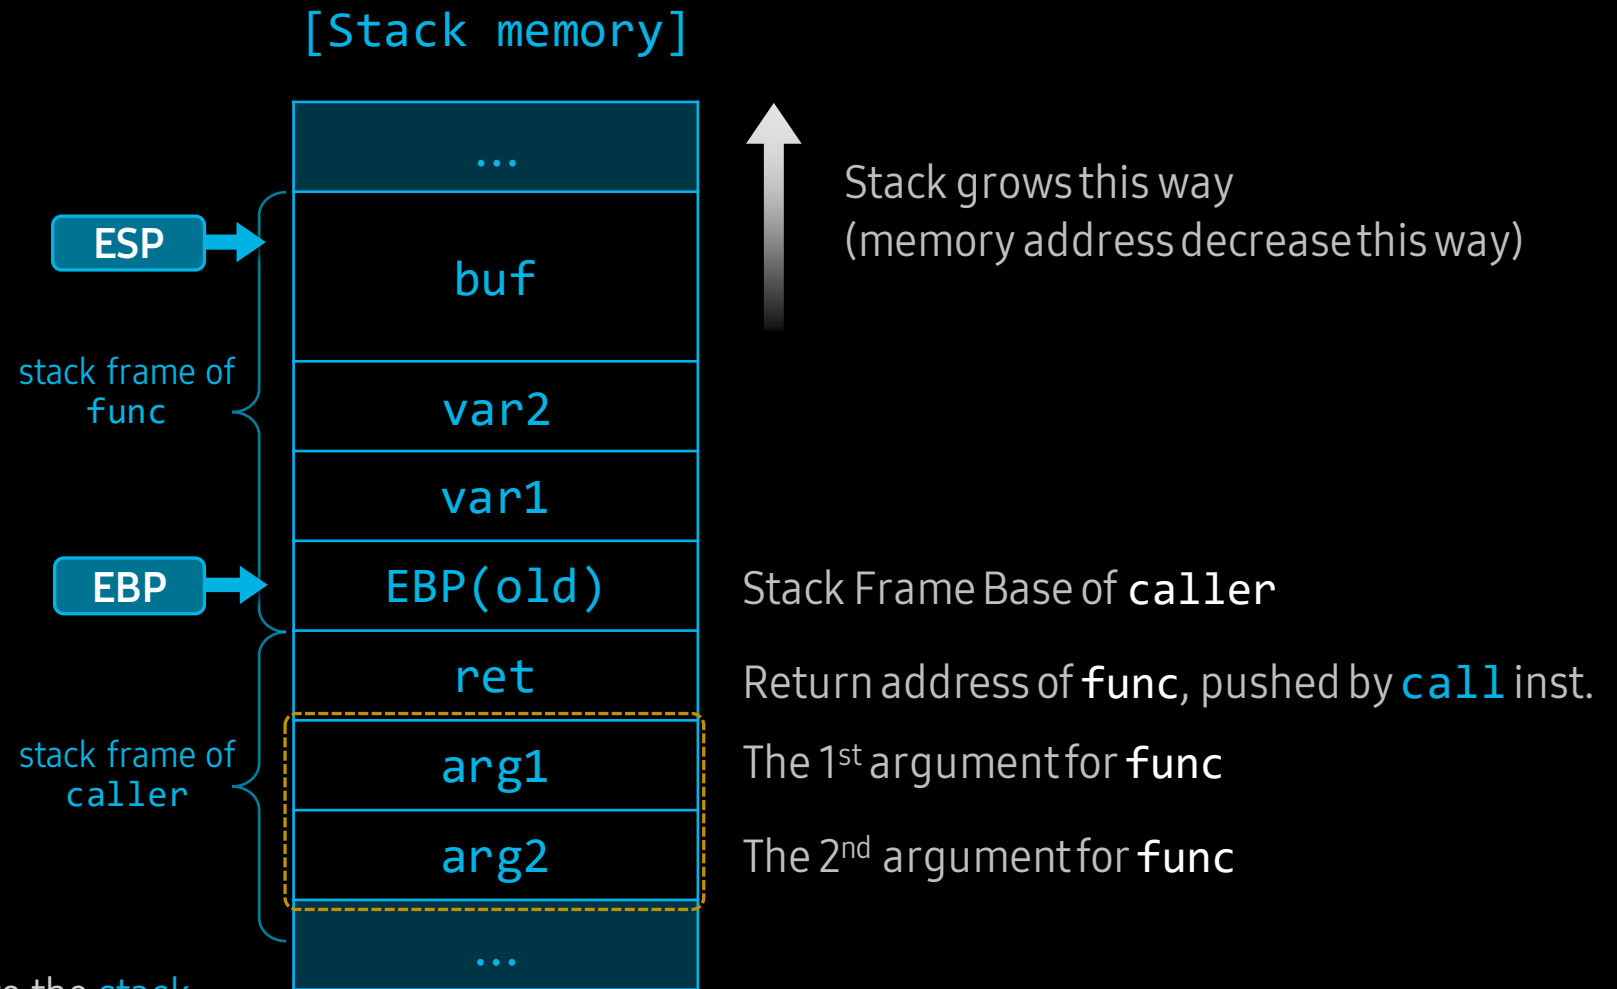 [Stack memory]
...
Stack grows this way
(memory address decrease this way)
ESP
buf
stack frame of
func
var2
var1
EBP
EBP(old)
Stack Frame Base of caller
ret
Return address of func, pushed by call inst.
stack frame of
caller
arg1
The 1st argument for func
arg2
The 2nd argument for func
...
the stack